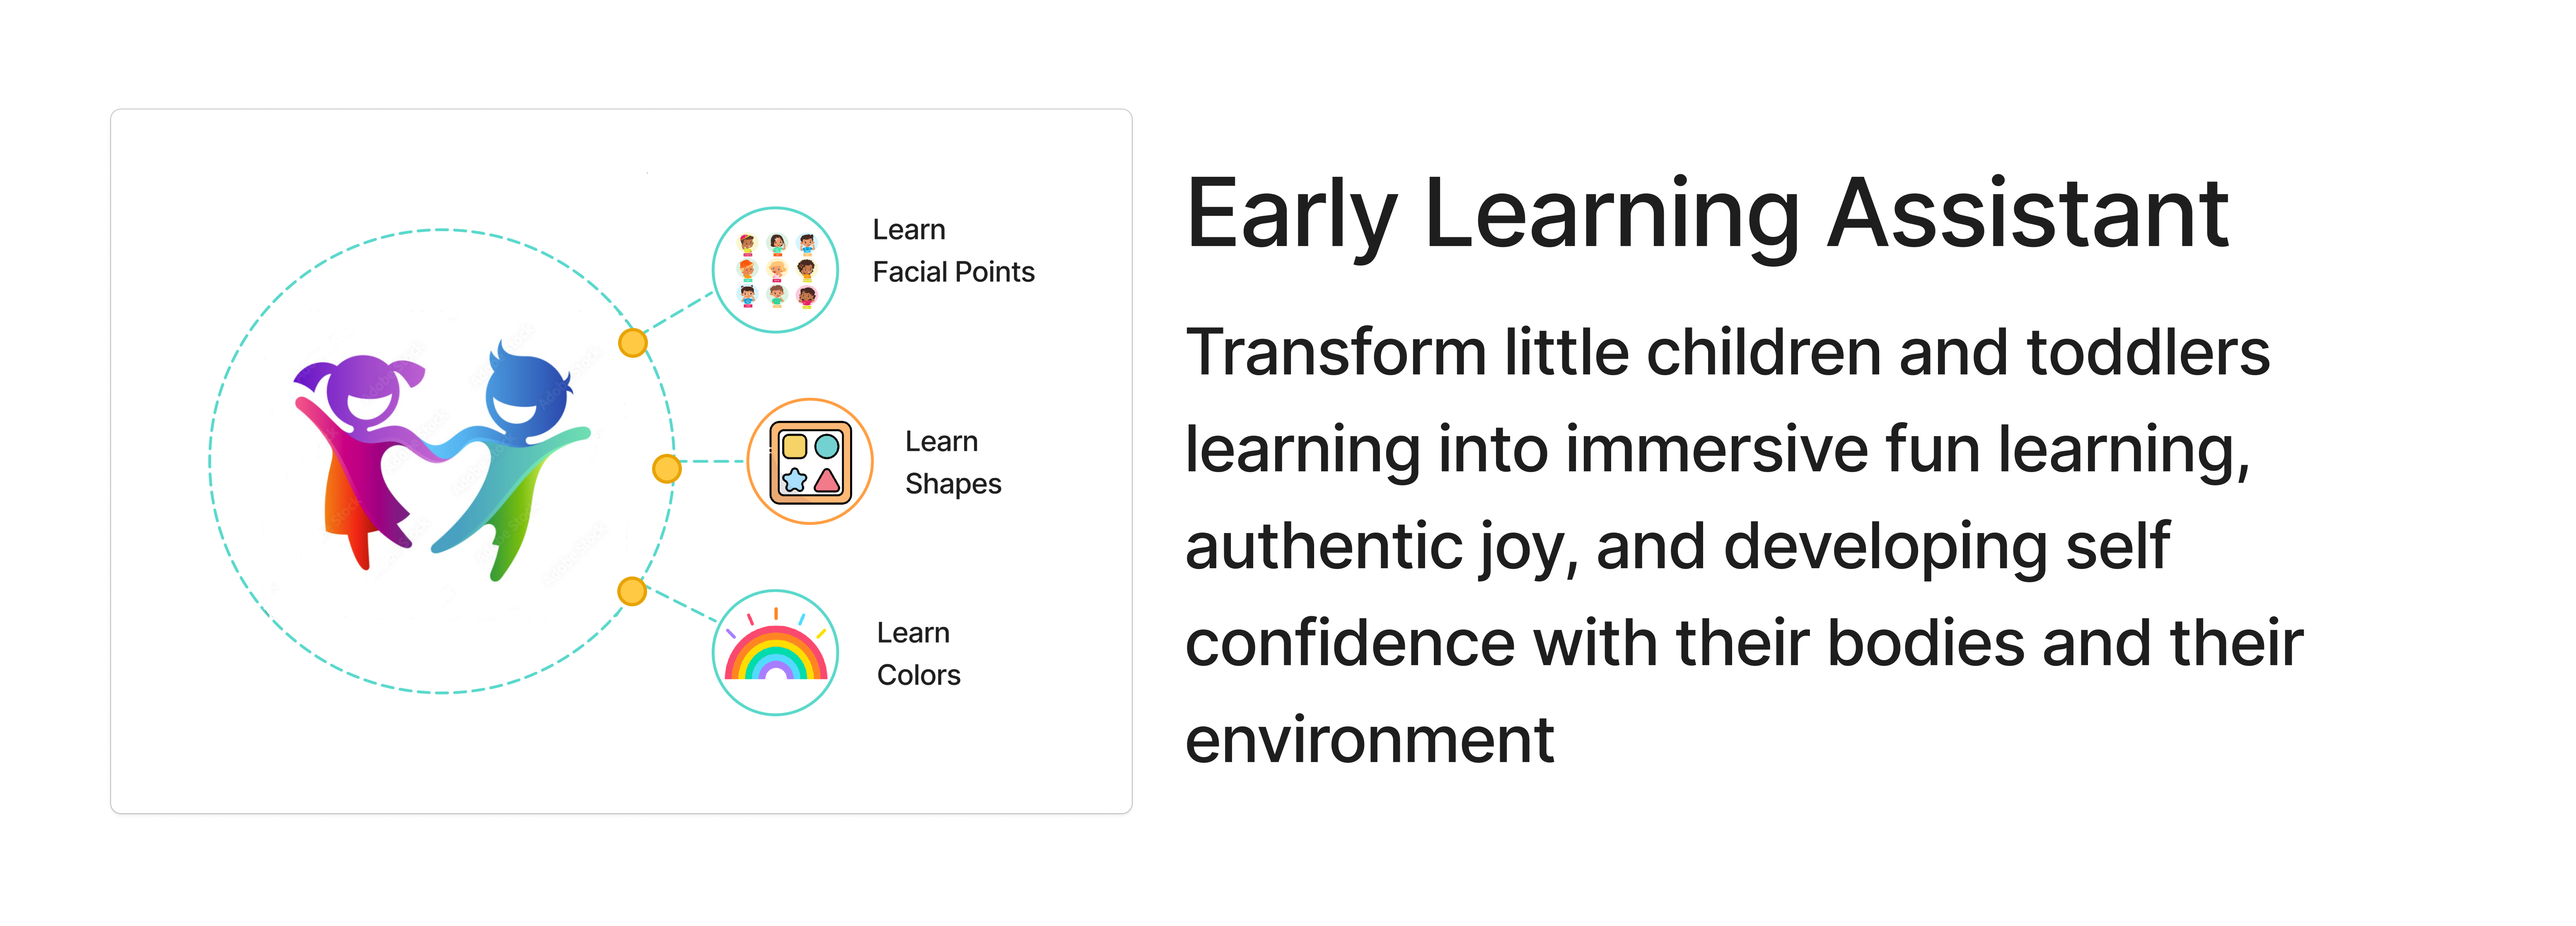 Learn
Facial Points
Learn
Shapes
Learn
Colors
Early Learning Assistant
Transform little children and toddlers
learning into immersive fun learning,
authentic joy, and developing self
confidence with their bodies and their
environment